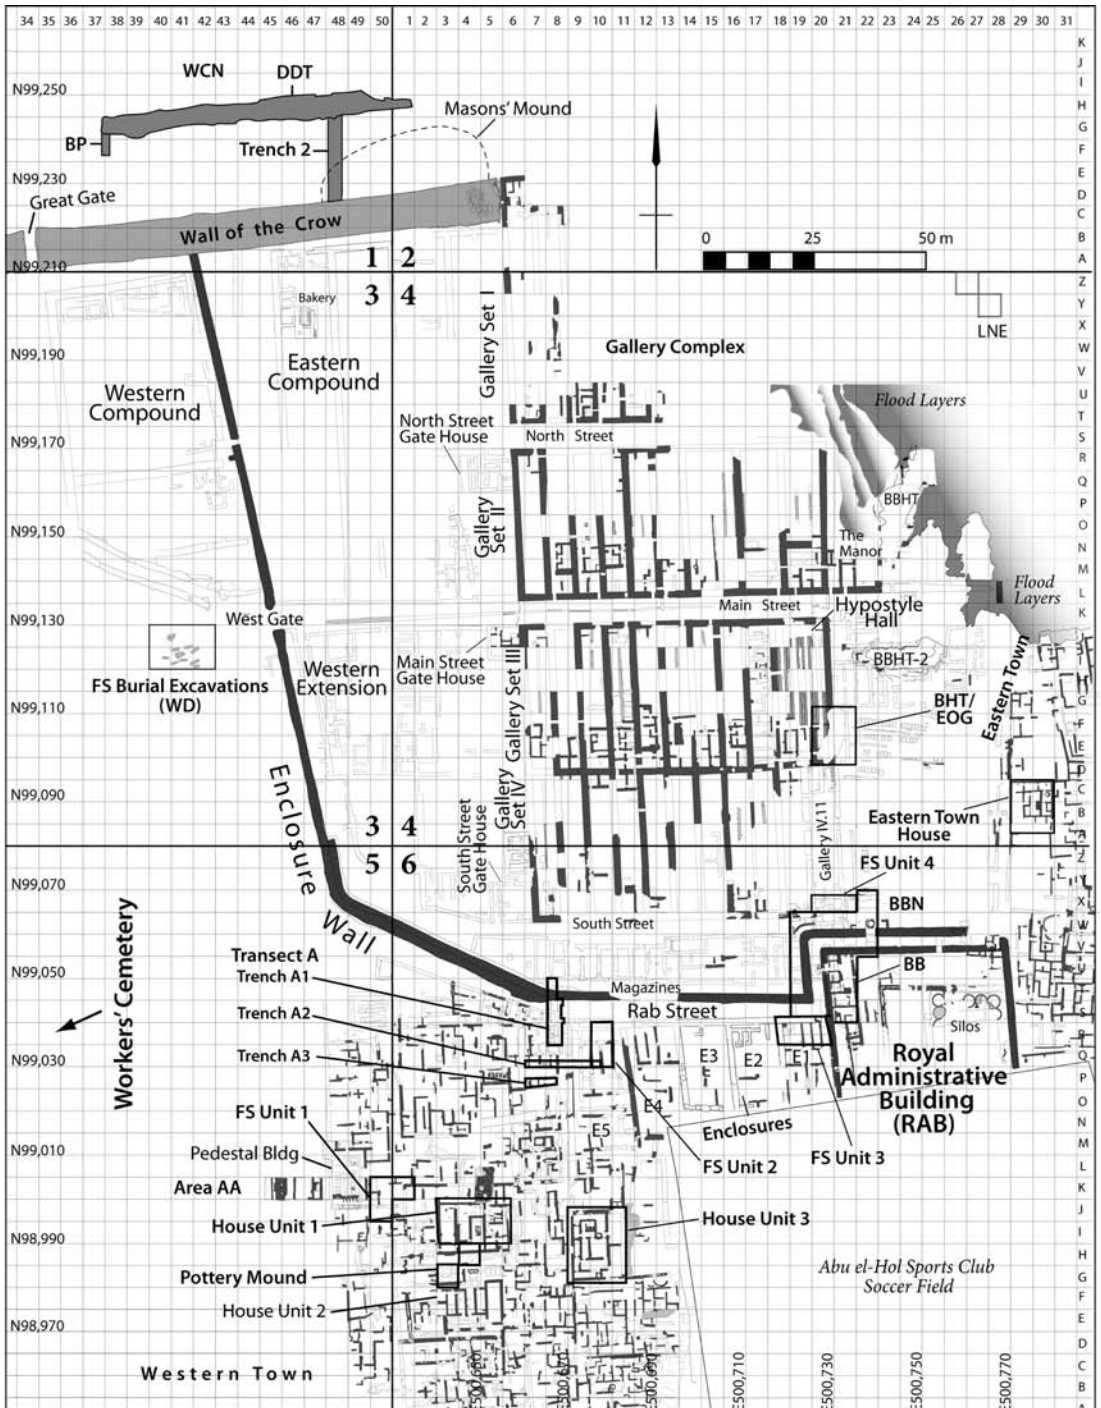 34 35 36 37 38 39 40 41 42 43 44 45 46 47 48 49 50 1 2 3 4 5 6 7 8 9 10 11 12 13 14 15 16 17 18 19 20 21 22 23 24 25 26 27 28 29 30 31
K
J
I
H
G
F
E
D
C
B
A
Z
Y
X
W
V
U
T
S
R
Q
P
O
N
M
L
K
WCN
DDT
N99,250
Masons' Mound
BP
Trench 2
N99,230
Great Gate
Wall of the Crow
0 25 50 m
N99,210
1 2
3 4
Bakery
LNE
Gallery Set I
Gallery Complex
N99,190
Eastern
Compound
Western
Compound
Flood Layers
North Street
Gate House
North Street
N99,170
BBHT
Gallery
Set II
N99,150
The
Manor
Flood
Layers
Main Street
Hypostyle
Hall
N99,130
West Gate
Main Street
Gate House
Western
Extension
Gallery Set III
BBHT-2
Eastern Town
FS Burial Excavations
(WD)
N99,110
BHT/
EOG
Enclosure
Wall
Gallery
Set IV
N99,090
Eastern Town
House
3 4
5 6
South Street
Gate House
Gallery IV.11
FS Unit 4
N99,070
BBN
South Street
Transect A
Trench A1
N99,050
BB
Magazines
Rab Street
Workers' Cemetery
Trench A2
Silos
Trench A3
N99,030
E3
E2
E1
Royal
Administrative
Building
(RAB)
FS Unit 1
E4
Enclosures
E5
N99,010
Pedestal Bldg
FS Unit 2
FS Unit 3
Area AA
House Unit 1
House Unit 3
N98,990
Pottery Mound
Abu el-Hol Sports Club
Soccer Field
House Unit 2
N98,970
Western Town
E500,670
E500,690
E500,710
E500,730
E500,750
E500,770